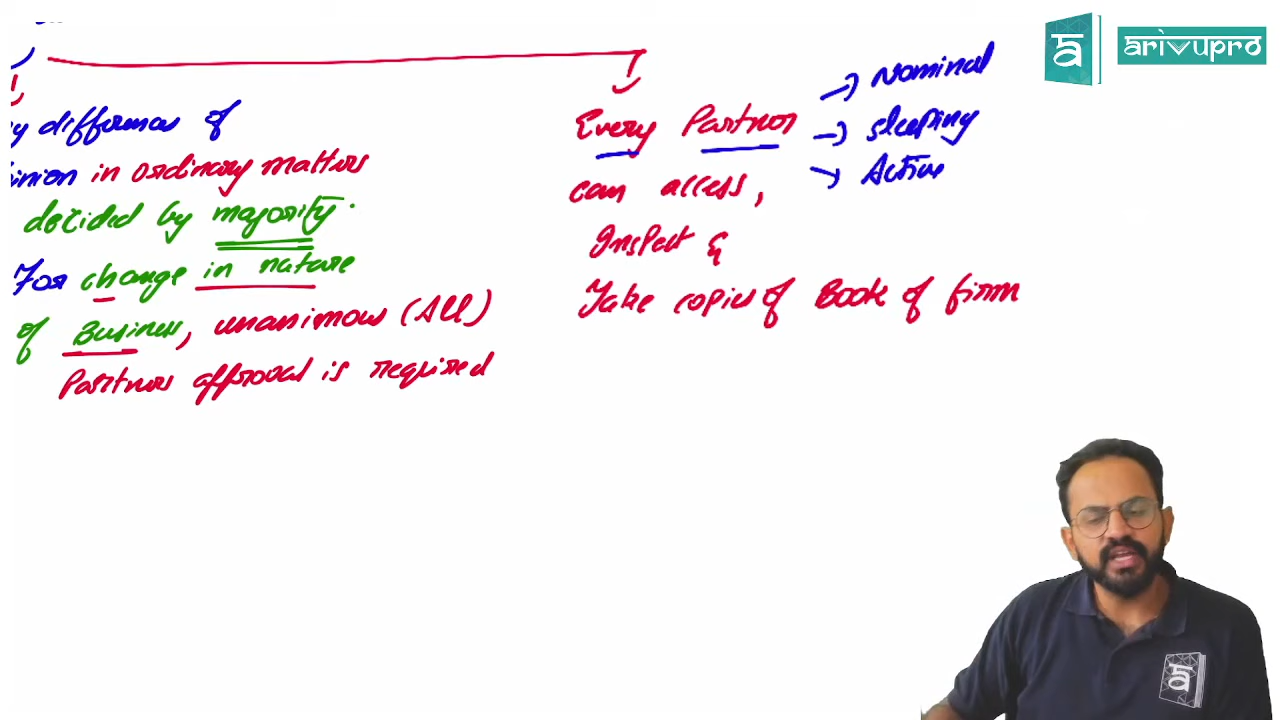 arivupro
difference of
in ordinary matters
decided by majority.
For change in nature
of Business, unanimous (All)
Partners approval is required
Every Partner
→ Nominal
→ Sleeping
→ Active
can access,
Inspect &
Take copies of Book of firm